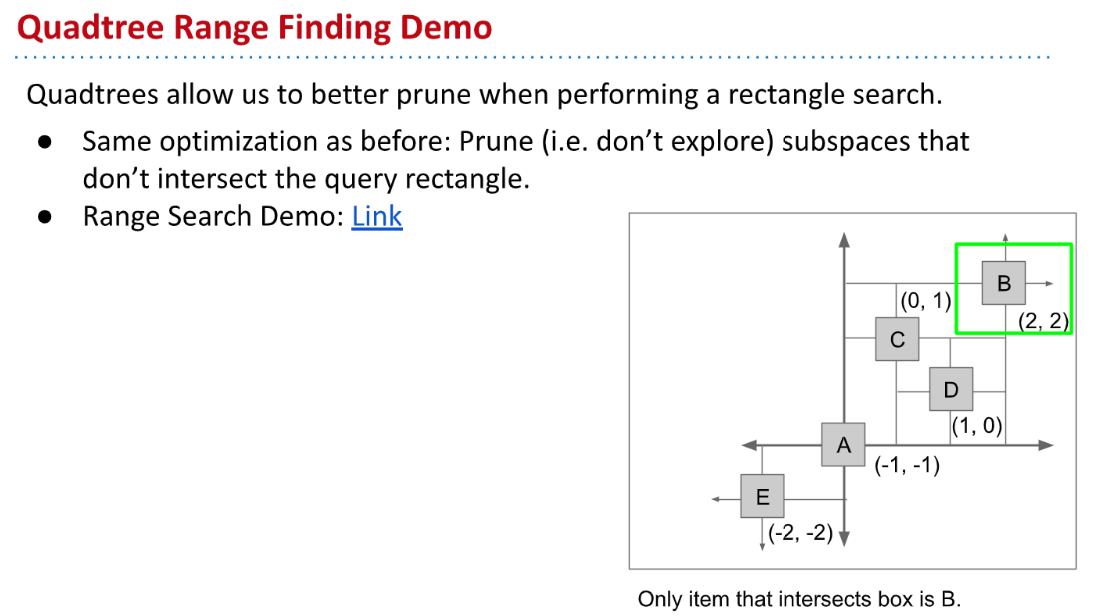 Quadtree Range Finding Demo
Quadtrees allow us to better prune when performing a rectangle search.
● Same optimization as before: Prune (i.e. don’t explore) subspaces that
don’t intersect the query rectangle.
● Range Search Demo: Link
B
(0, 1)
(2, 2)
C
D
(1, 0)
A
(-1, -1)
E
(-2, -2)
Only item that intersects box is B.